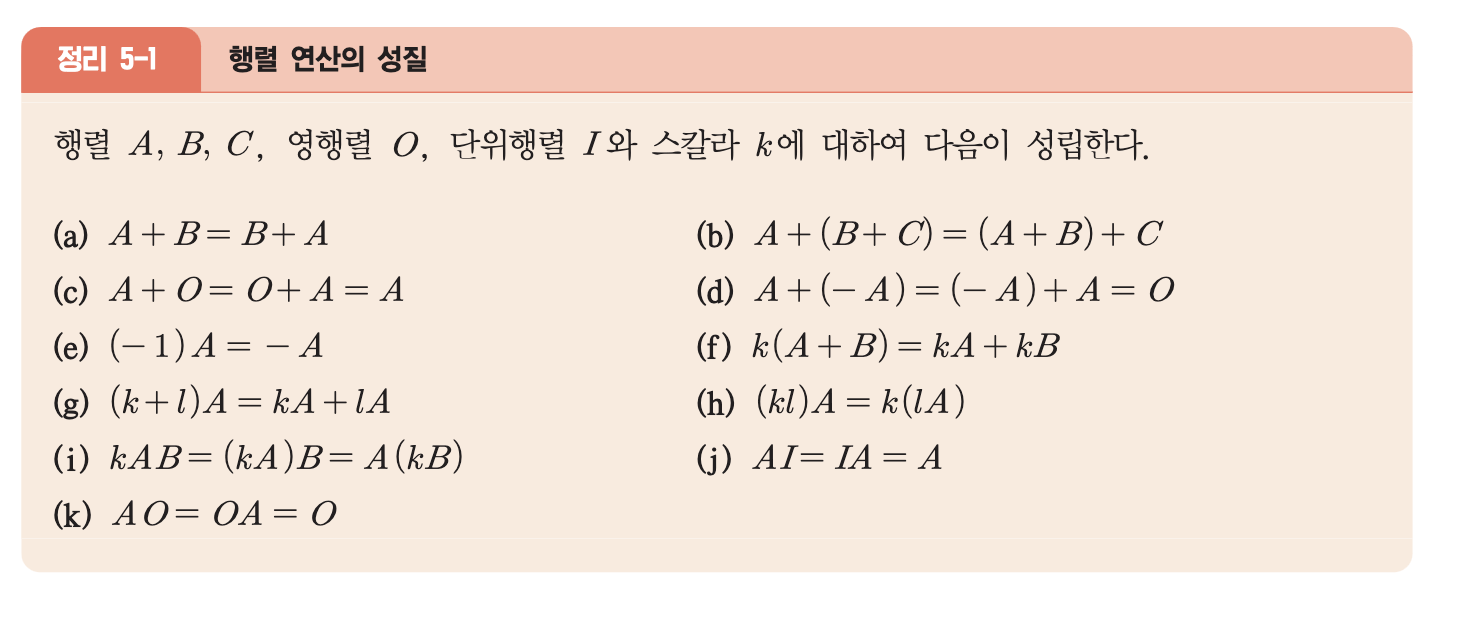 정리 5-1 행렬 연산의 성질
행렬 A, B, C, 영행렬 O, 단위행렬 I와 스칼라 k에 대하여 다음이 성립한다.
(a) A+B=B+A (b) A+(B+C)=(A+B)+C
(c) A+O=O+A=A (d) A+(-A)=(-A)+A=O
(e) (-1)A=-A (f) k(A+B)=kA+kB
(g) (k+l)A=kA+lA (h) (kl)A=k(lA)
(i) kAB=(kA)B=A(kB) (j) AI=IA=A
(k) AO=OA=O